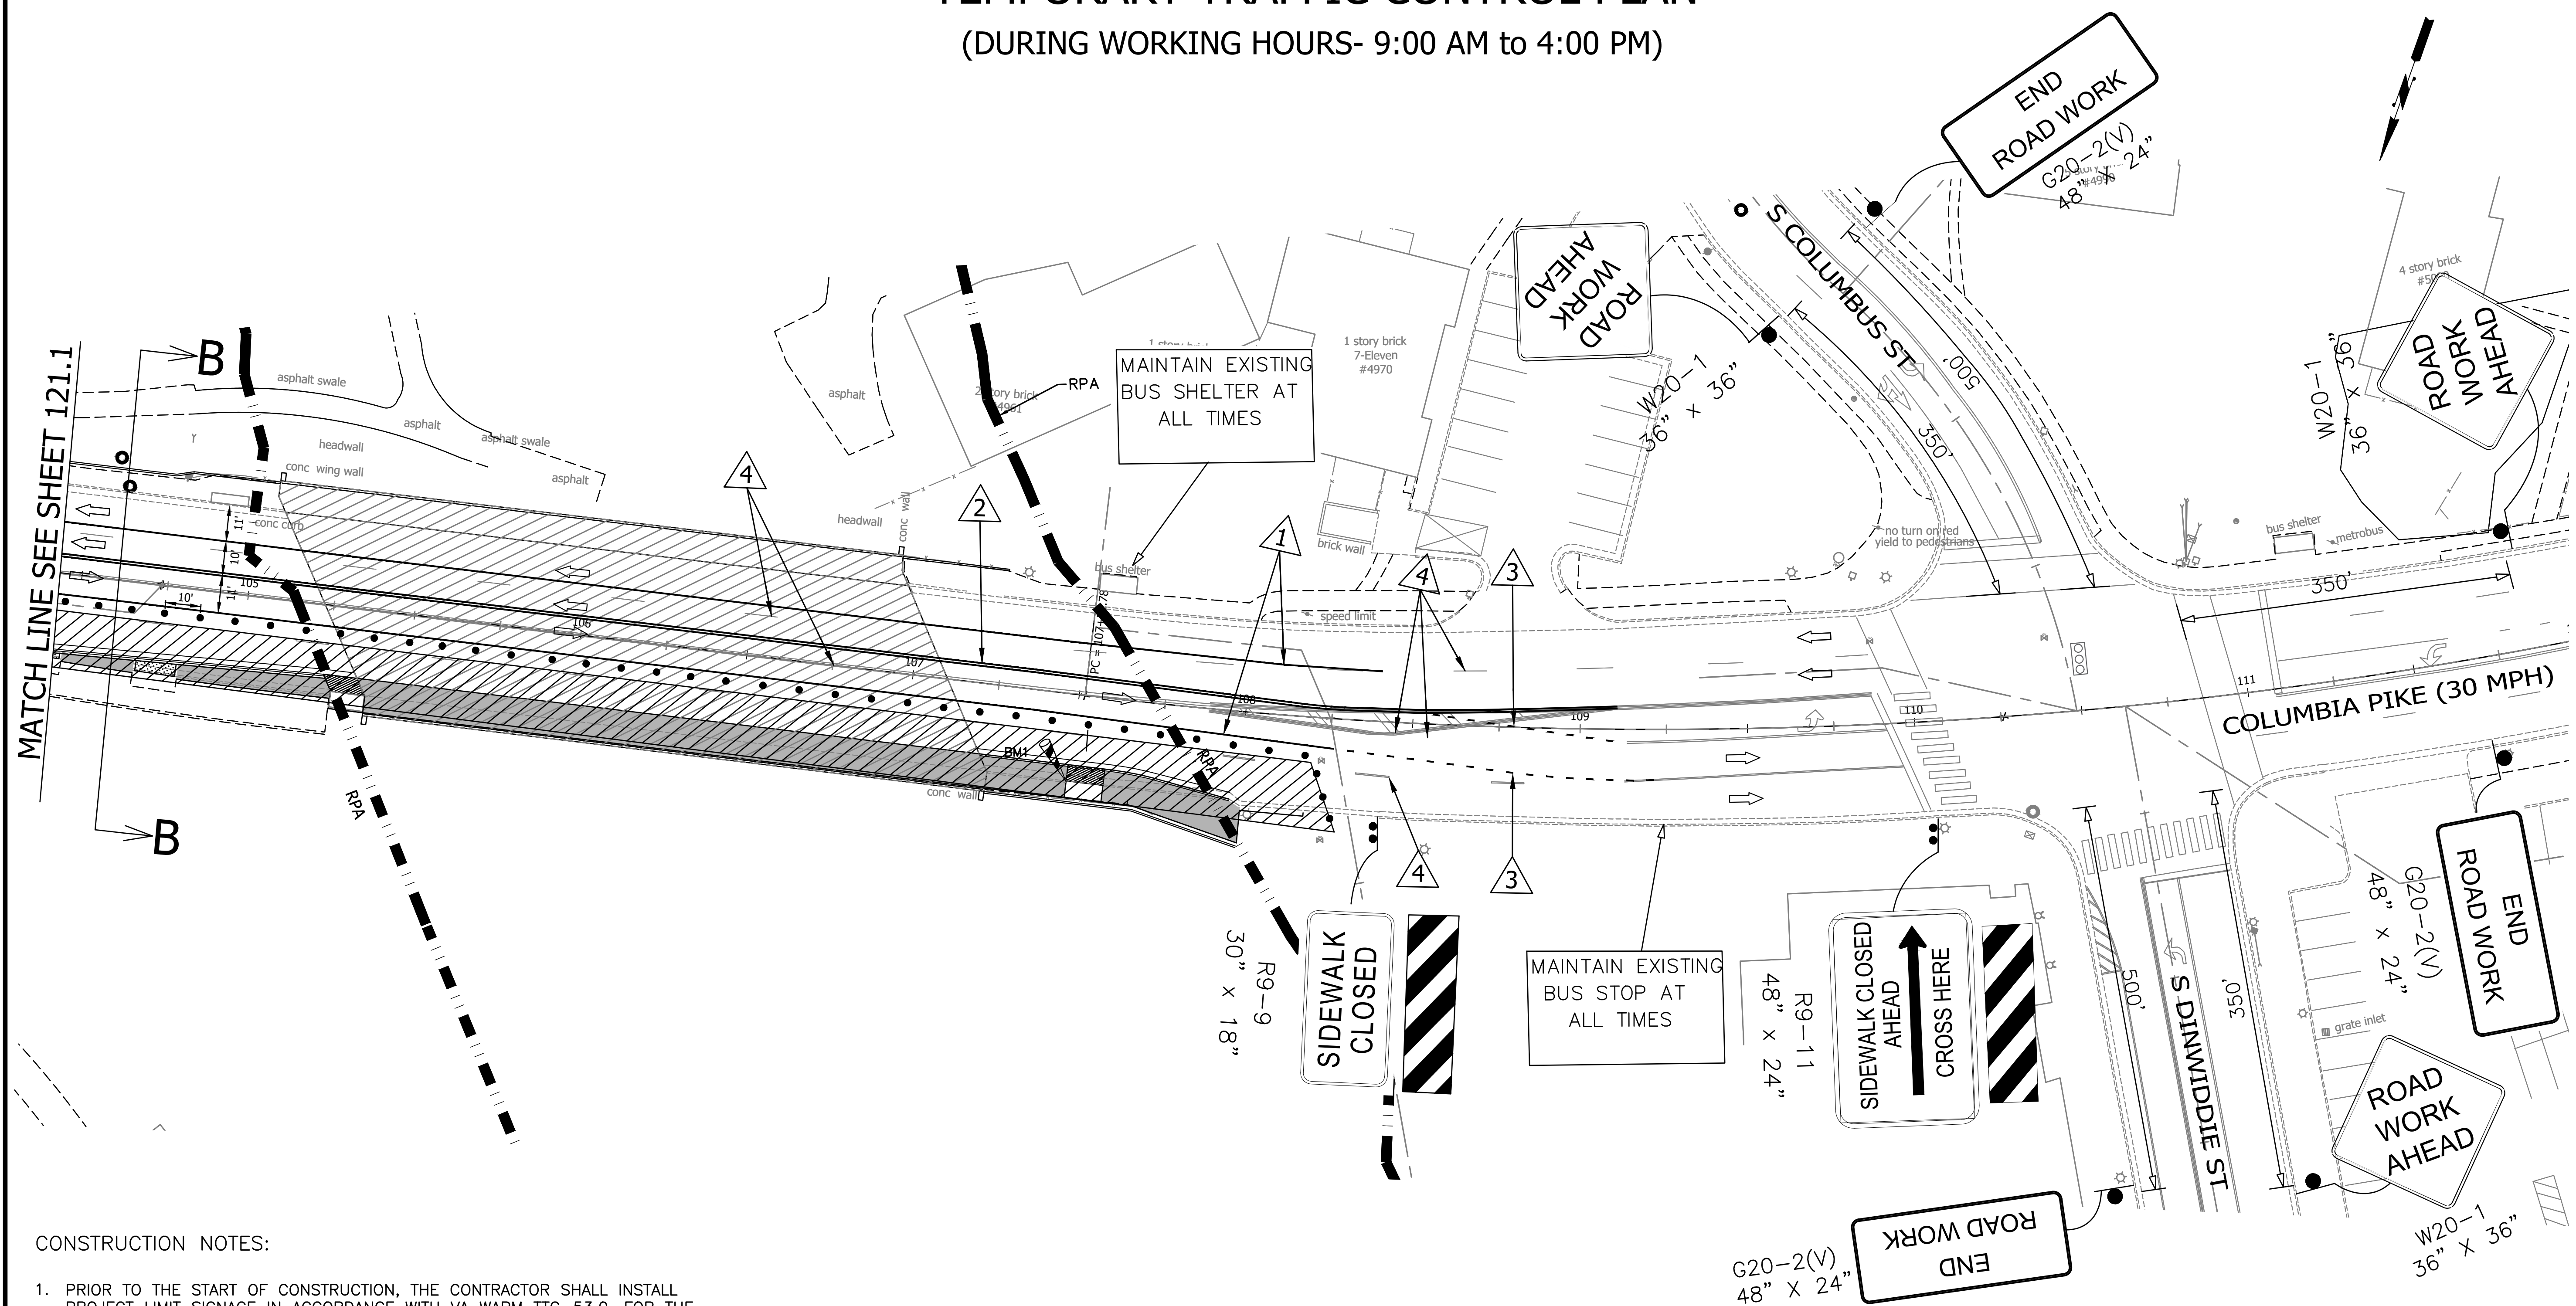 (DURING WORKING HOURS- 9:00 AM to 4:00 PM)
END
ROAD WORK
G20-2(V)
48" X 24"
#4990
S COLUMBUS ST
500'
350'
ROAD
WORK
AHEAD
W20-1
36" x 36"
4 story brick
ROAD
WORK
AHEAD
W20-1
36" x 36"
1 story brick
7-Eleven
#4970
MAINTAIN EXISTING
BUS SHELTER AT
ALL TIMES
RPA
asphalt
asphalt swale
asphalt
asphalt swale
asphalt
headwall
conc wing wall
conc curb
headwall
conc wall
bus shelter
brick wall
speed limit
no turn on red
yield to pedestrians
bus shelter
metrobus
350'
B
B
MATCH LINE SEE SHEET 121.1
11'
10'
11'
10'
105
106
107
108
109
110
111
4
2
1
4
3
4
3
COLUMBIA PIKE (30 MPH)
BM1
conc wall
RPA
RPA
SIDEWALK
CLOSED
R9-9
30" x 18"
MAINTAIN EXISTING
BUS STOP AT
ALL TIMES
SIDEWALK CLOSED
AHEAD
CROSS HERE
R9-11
48" x 24"
500'
S DINWIDDIE ST
350'
grate inlet
END
ROAD WORK
G20-2(V)
48" x 24"
ROAD
WORK
AHEAD
W20-1
36" X 36"
END
ROAD WORK
G20-2(V)
48" X 24"
CONSTRUCTION NOTES:
1. PRIOR TO THE START OF CONSTRUCTION, THE CONTRACTOR SHALL INSTALL